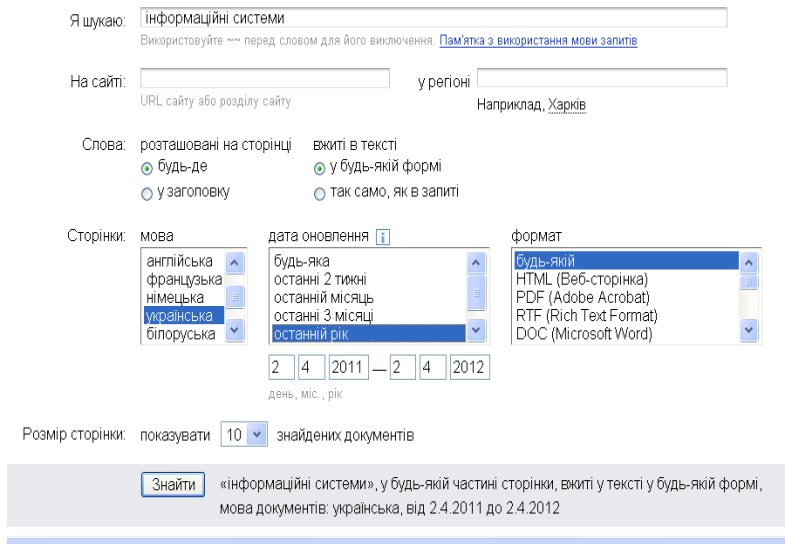 Я шукаю: інформаційні системи
Використовуйте ~~ перед словом для його виключення. Пам'ятка з використання мови запитів
На сайті: у регіоні
URL сайту або розділу сайту Наприклад, Харків
Слова: розташовані на сторінці вжиті в тексті
будь-де у будь-якій формі
у заголовку так само, як в запиті
Сторінки: мова дата оновлення i формат
англійська будь-яка будь-якій
французька останні 2 тижні HTML (Веб-сторінка)
німецька останній місяць PDF (Adobe Acrobat)
українська останні 3 місяці RTF (Rich Text Format)
білоруська останній рік DOC (Microsoft Word)
2 4 2011 — 2 4 2012
день, міс., рік
Розмір сторінки: показувати 10 знайдених документів
Знайти «інформаційні системи», у будь-якій частині сторінки, вжиті у тексті у будь-якій формі,
мова документів: українська, від 2.4.2011 до 2.4.2012